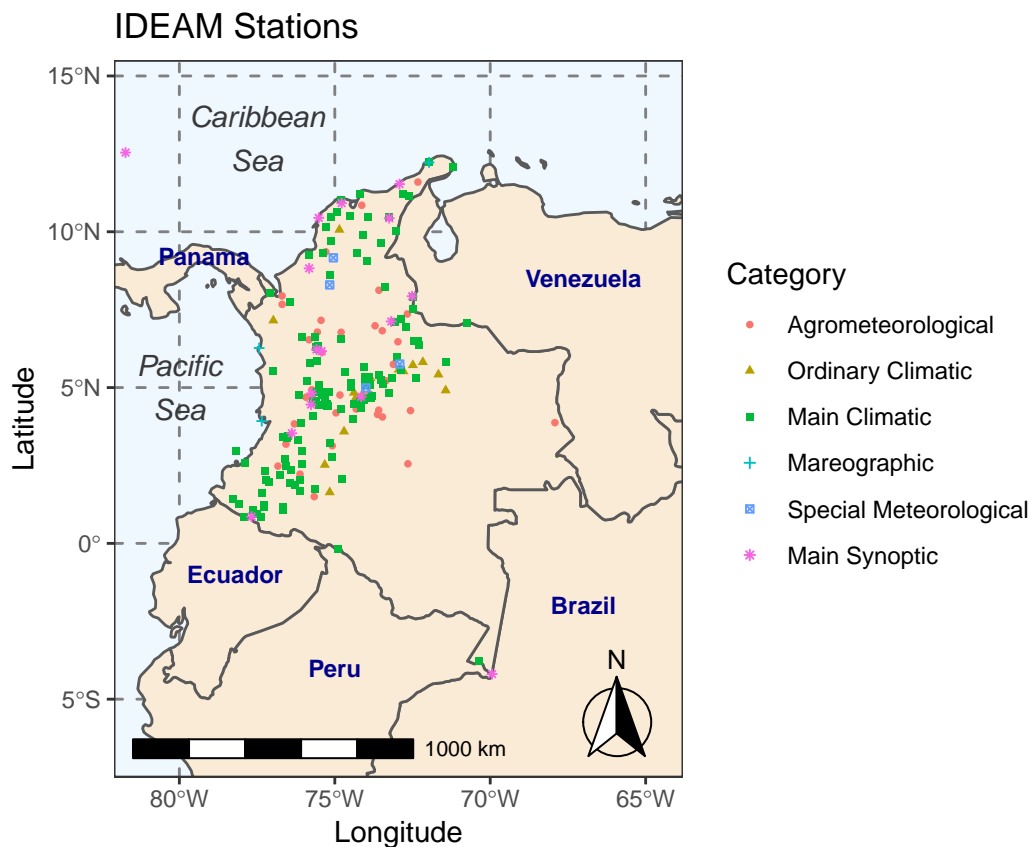 IDEAM Stations
15°N
10°N
5°N
0°
5°S
80°W
75°W
70°W
65°W
Latitude
Longitude
Caribbean
Sea
Panama
Venezuela
Pacific
Sea
Ecuador
Brazil
Peru
N
1000 km
Category
Agrometeorological
Ordinary Climatic
Main Climatic
Mareographic
Special Meteorological
Main Synoptic